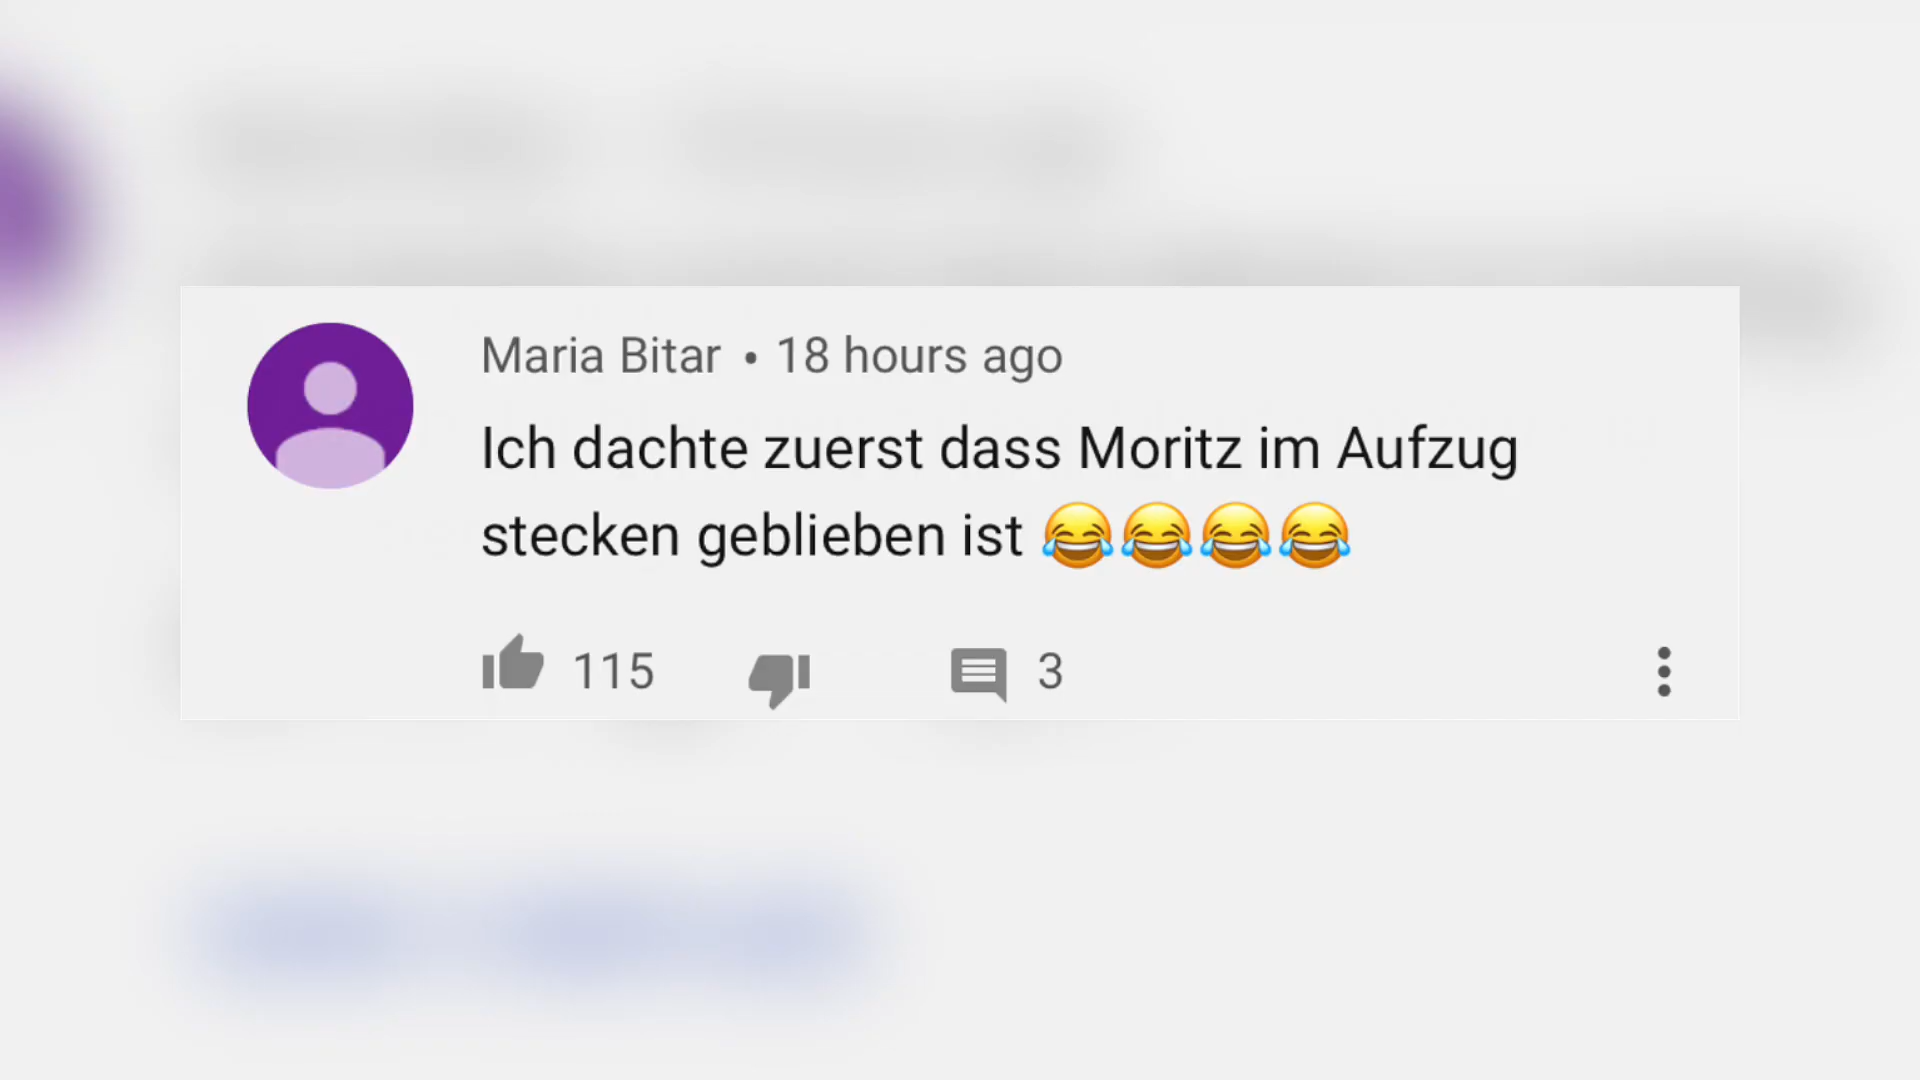 Maria Bitar • 18 hours ago
Ich dachte zuerst dass Moritz im Aufzug
stecken geblieben ist 😂😂😂😂
115 3